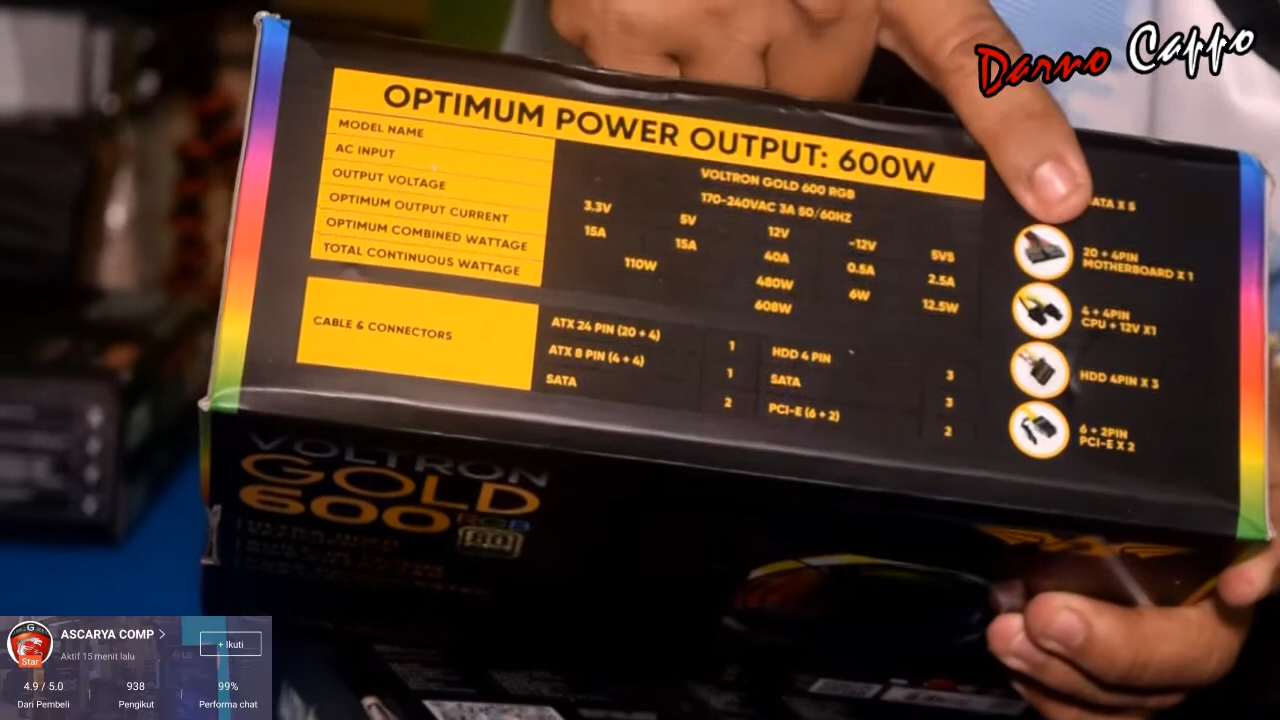 Darno Cappo
OPTIMUM POWER OUTPUT: 600W
MODEL NAME VOLTRON GOLD 600 RGB
AC INPUT 170-240VAC 3A 50/60HZ
OUTPUT VOLTAGE 3.3V 5V 12V -12V 5VS
OPTIMUM OUTPUT CURRENT 15A 15A 40A 0.5A 2.5A
OPTIMUM COMBINED WATTAGE 110W 480W 6W 12.5W
TOTAL CONTINUOUS WATTAGE 608W
CABLE & CONNECTORS
ATX 24 PIN (20 + 4) 1 HDD 4 PIN 3
ATX 8 PIN (4 + 4) 1 SATA 3
SATA 2 PCI-E (6 + 2) 2
ATA X 5
20 + 4PIN
MOTHERBOARD X 1
4 + 4PIN
CPU + 12V X1
HDD 4PIN X 3
6 + 2PIN
PCI-E X 2
VOLTRON
GOLD
600 RGB
80
ASCARYA COMP >
Star
Aktif 15 menit lalu
+ Ikuti
4.9 / 5.0 938 99%
Dari Pembeli Pengikut Performa chat